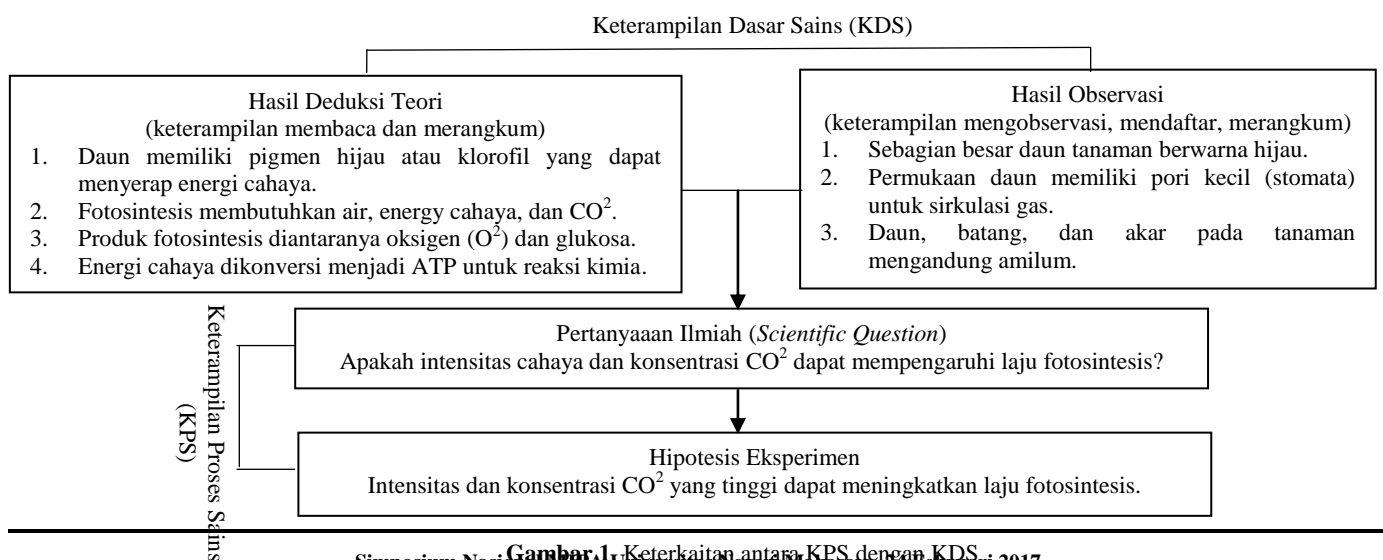 Keterampilan Dasar Sains (KDS)
Hasil Deduksi Teori
(keterampilan membaca dan merangkum)
1. Daun memiliki pigmen hijau atau klorofil yang dapat
menyerap energi cahaya.
2. Fotosintesis membutuhkan air, energy cahaya, dan CO².
3. Produk fotosintesis diantaranya oksigen (O²) dan glukosa.
4. Energi cahaya dikonversi menjadi ATP untuk reaksi kimia.
Hasil Observasi
(keterampilan mengobservasi, mendaftar, merangkum)
1. Sebagian besar daun tanaman berwarna hijau.
2. Permukaan daun memiliki pori kecil (stomata)
untuk sirkulasi gas.
3. Daun, batang, dan akar pada tanaman
mengandung amilum.
Keterampilan Proses Sains
(KPS)
Pertanyaaan Ilmiah (Scientific Question)
Apakah intensitas cahaya dan konsentrasi CO² dapat mempengaruhi laju fotosintesis?
Hipotesis Eksperimen
Intensitas dan konsentrasi CO² yang tinggi dapat meningkatkan laju fotosintesis.
Gambar 1. Keterkaitan antara KPS dengan KDS
2017